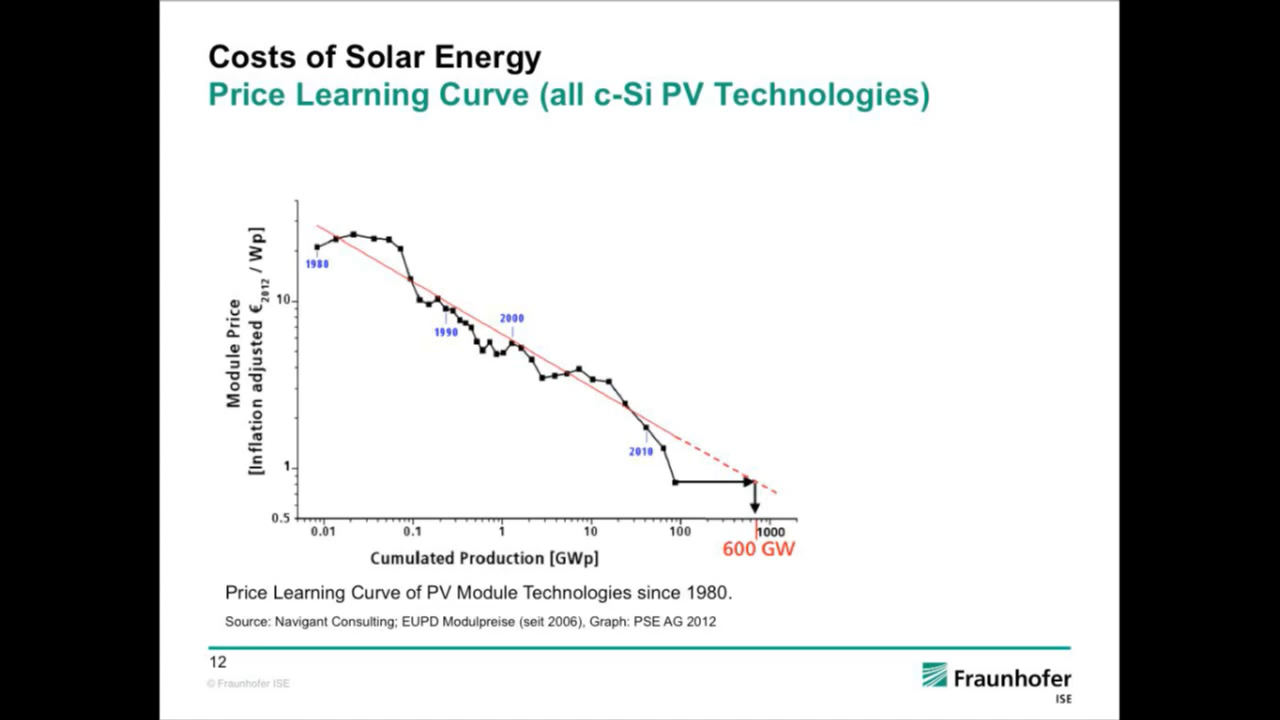 Costs of Solar Energy
Price Learning Curve (all c-Si PV Technologies)
Module Price
[Inflation adjusted €2012 / Wp]
10
1
0.5
1980
1990
2000
2010
0.01 0.1 1 10 100 1000
600 GW
Cumulated Production [GWp]
Price Learning Curve of PV Module Technologies since 1980.
Source: Navigant Consulting; EUPD Modulpreise (seit 2006), Graph: PSE AG 2012
12
© Fraunhofer ISE
Fraunhofer
ISE